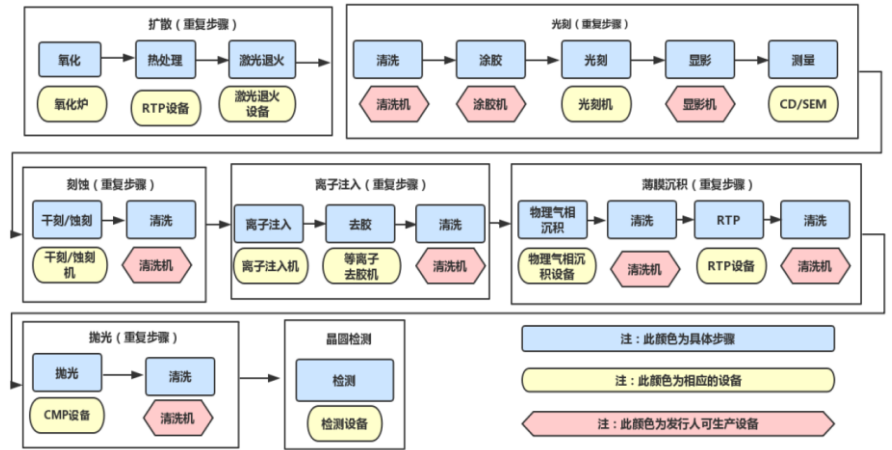 扩散（重复步骤）
氧化
热处理
激光退火
氧化炉
RTP设备
激光退火
设备
光刻（重复步骤）
清洗
涂胶
光刻
显影
测量
清洗机
涂胶机
光刻机
显影机
CD/SEM
刻蚀（重复步骤）
干刻/蚀刻
清洗
干刻/蚀刻
机
清洗机
离子注入（重复步骤）
离子注入
去胶
清洗
离子注入机
等离子
去胶机
清洗机
薄膜沉积（重复步骤）
物理气相
沉积
清洗
RTP
清洗
物理气相沉
积设备
清洗机
RTP设备
清洗机
抛光（重复步骤）
抛光
清洗
CMP设备
清洗机
晶圆检测
检测
检测设备
注：此颜色为具体步骤
注：此颜色为相应的设备
注：此颜色为发行人可生产设备